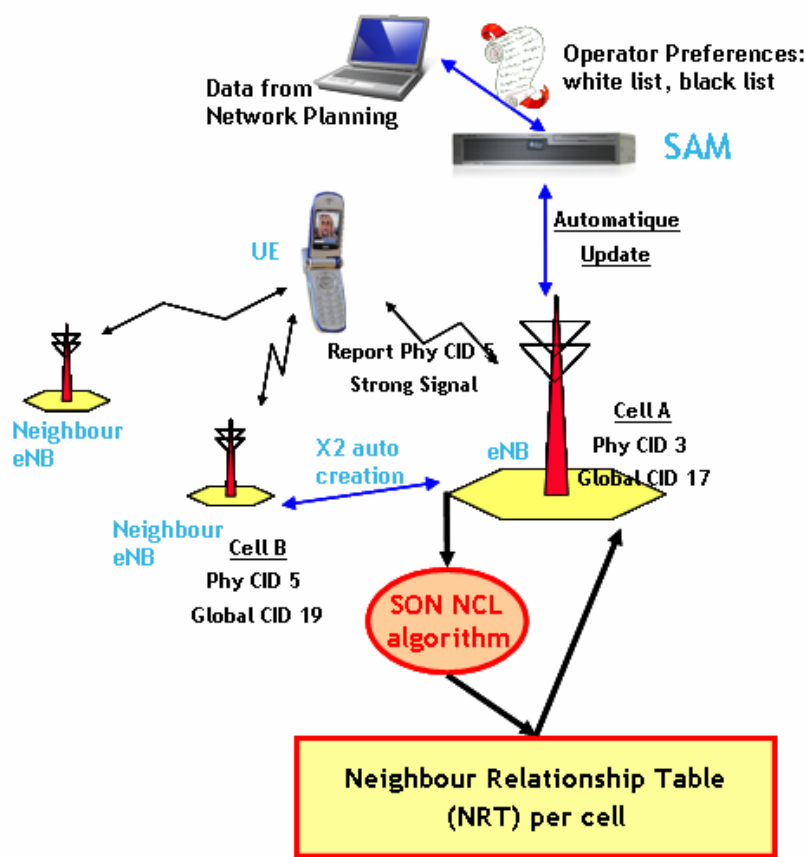 Operator Preferences:
white list, black list
Data from
Network Planning
SAM
Automatique
Update
UE
Report Phy CID 5
Strong Signal
Neighbour
eNB
X2 auto
creation
eNB
Cell A
Phy CID 3
Global CID 17
Neighbour
eNB
Cell B
Phy CID 5
Global CID 19
SON NCL
algorithm
Neighbour Relationship Table
(NRT) per cell